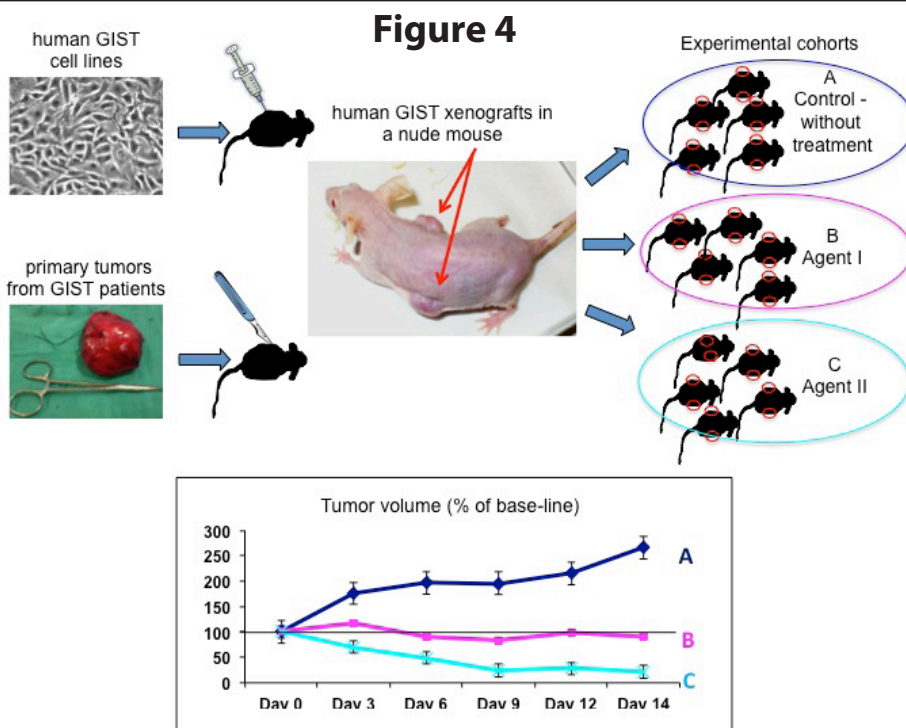 Figure 4
human GIST
cell lines
primary tumors
from GIST patients
human GIST xenografts in
a nude mouse
Experimental cohorts
A
Control -
without
treatment
B
Agent I
C
Agent II
Tumor volume (% of base-line)
300
250
200
150
100
50
0
A
B
C
Day 0 Day 3 Day 6 Day 9 Day 12 Day 14